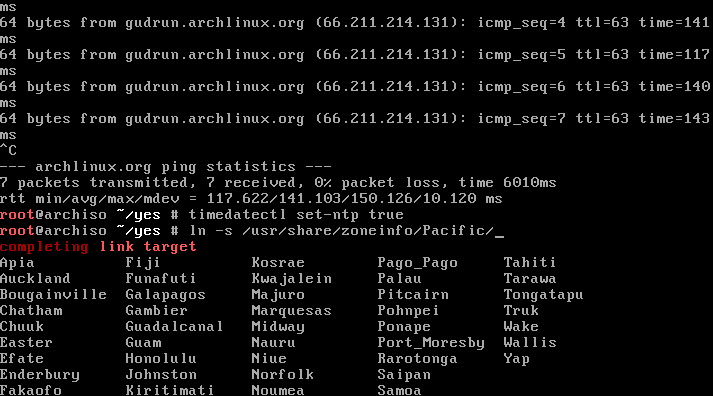 ms
64 bytes from gudrun.archlinux.org (66.211.214.131): icmp_seq=4 ttl=63 time=141
ms
64 bytes from gudrun.archlinux.org (66.211.214.131): icmp_seq=5 ttl=63 time=117
ms
64 bytes from gudrun.archlinux.org (66.211.214.131): icmp_seq=6 ttl=63 time=140
ms
64 bytes from gudrun.archlinux.org (66.211.214.131): icmp_seq=7 ttl=63 time=143
ms
^C
--- archlinux.org ping statistics ---
7 packets transmitted, 7 received, 0% packet loss, time 6010ms
rtt min/avg/max/mdev = 117.622/141.103/150.126/10.120 ms
root@archiso ~/yes # timedatectl set-ntp true
root@archiso ~/yes # ln -s /usr/share/zoneinfo/Pacific/_
completing link target
Apia Fiji Kosrae Pago_Pago Tahiti
Auckland Funafuti Kwajalein Palau Tarawa
Bougainville Galapagos Majuro Pitcairn Tongatapu
Chatham Gambier Marquesas Pohnpei Truk
Chuuk Guadalcanal Midway Ponape Wake
Easter Guam Nauru Port_Moresby Wallis
Efate Honolulu Niue Rarotonga Yap
Enderbury Johnston Norfolk Saipan
Fakaofo Kiritimati Noumea Samoa